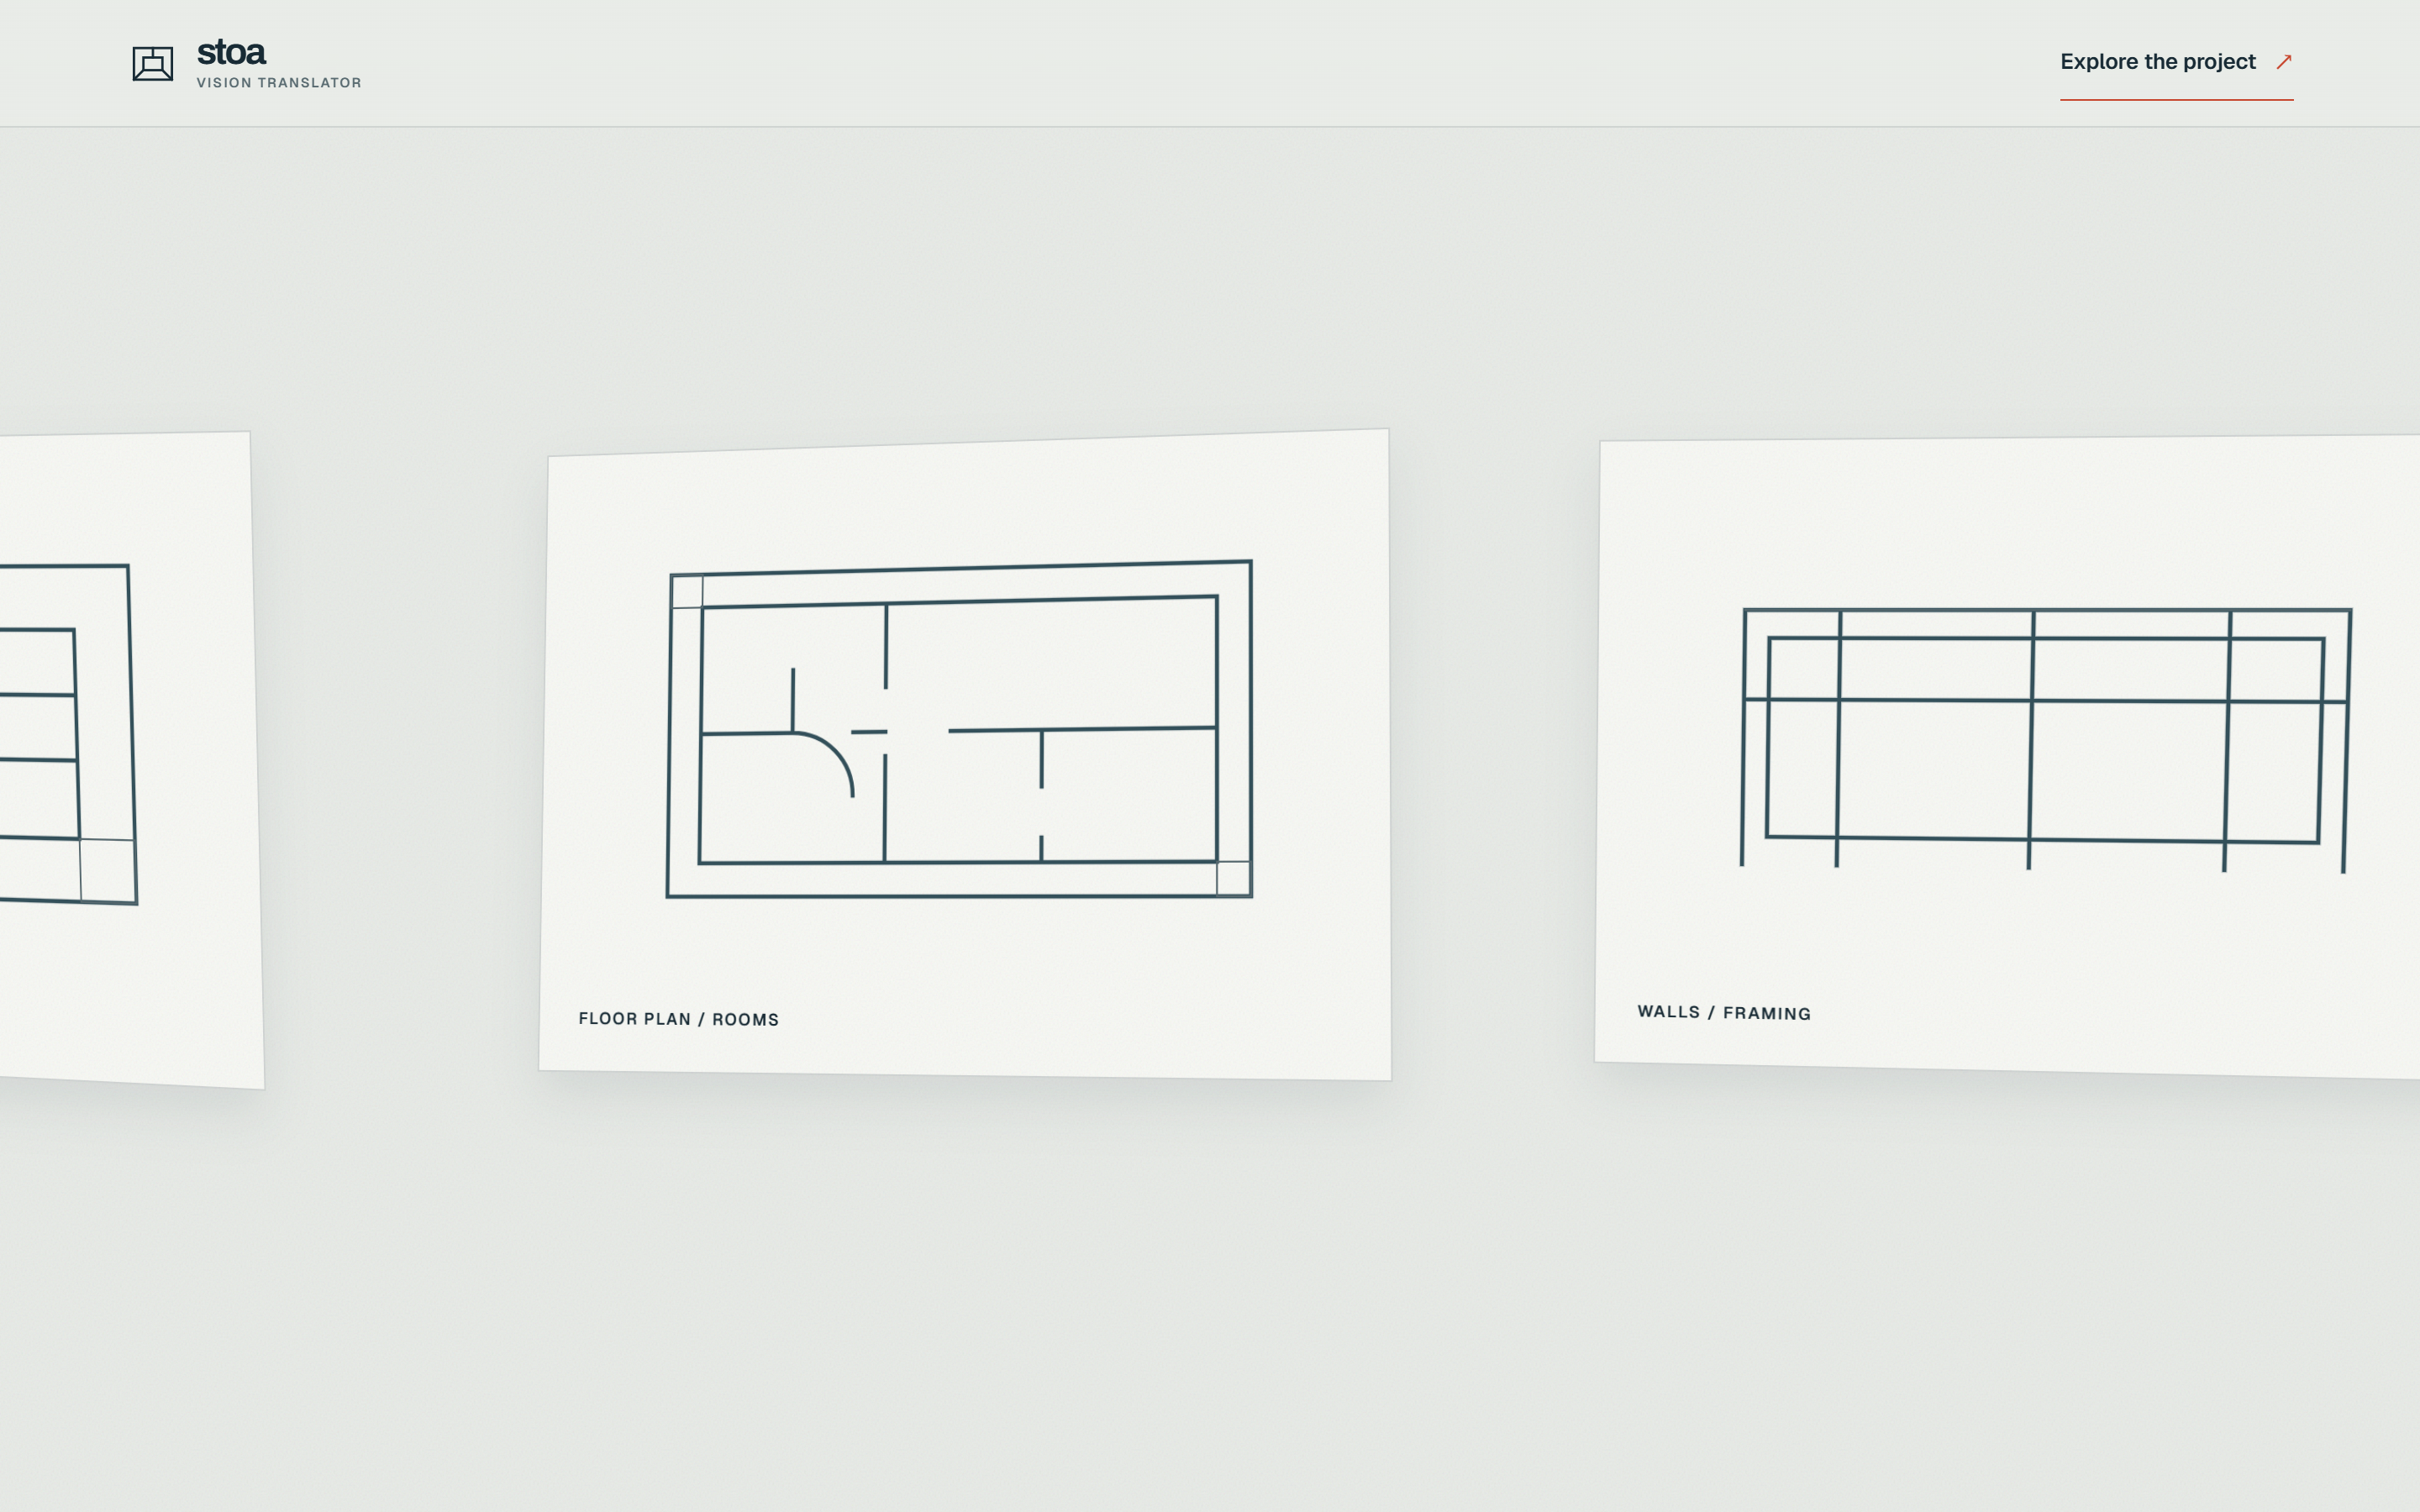 stoa
VISION TRANSLATOR
Explore the project ↗
FLOOR PLAN / ROOMS
WALLS / FRAMING